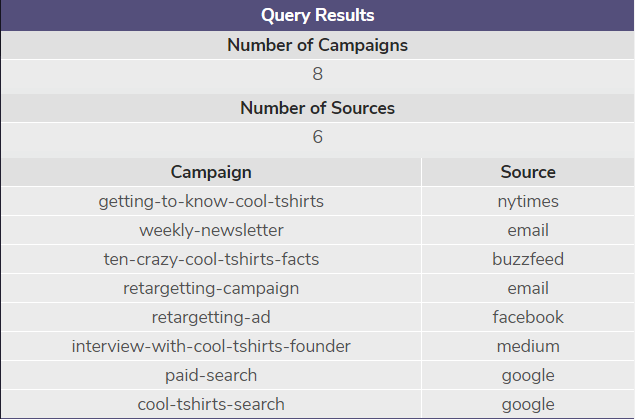 Query Results
Number of Campaigns
8
Number of Sources
6
Campaign Source
getting-to-know-cool-tshirts nytimes
weekly-newsletter email
ten-crazy-cool-tshirts-facts buzzfeed
retargetting-campaign email
retargetting-ad facebook
interview-with-cool-tshirts-founder medium
paid-search google
cool-tshirts-search google